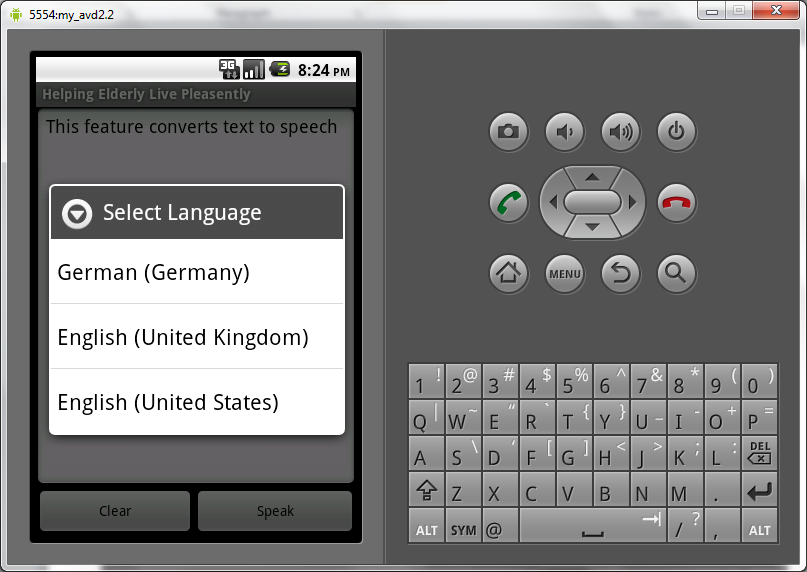 5554:my_avd2.2
3G
8:24 PM
Helping Elderly Live Pleasently
This feature converts text to speech
Select Language
German (Germany)
English (United Kingdom)
English (United States)
Clear
Speak
MENU
1 ! 2 @ 3 # 4 $ 5 % 6 ^ 7 & 8 * 9 ( 0 )
Q | W ~ E “ R ` T { Y } U _ I - O + P =
A S \ D ‘ F [ G ] H < J > K ; L : DEL
Z X C V B N M .
ALT SYM @ / ? , ALT